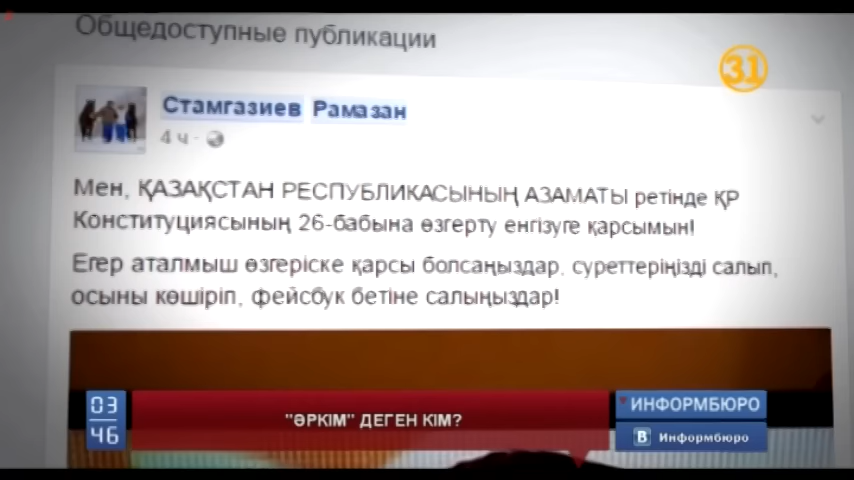 Общедоступные публикации
31
Стамгазиев Рамазан
4 ч ·
Мен, ҚАЗАҚСТАН РЕСПУБЛИКАСЫНЫҢ АЗАМАТЫ ретінде ҚР
Конституциясының 26-бабына өзгерту енгізуге қарсымын!
Егер аталмыш өзгеріске қарсы болсаңыздар, суреттеріңізді салып,
осыны көшіріп, фейсбук бетіне салыңыздар!
03
46
"ӨРКІМ" ДЕГЕН КІМ?
ИНФОРМБЮРО
В Информбюро